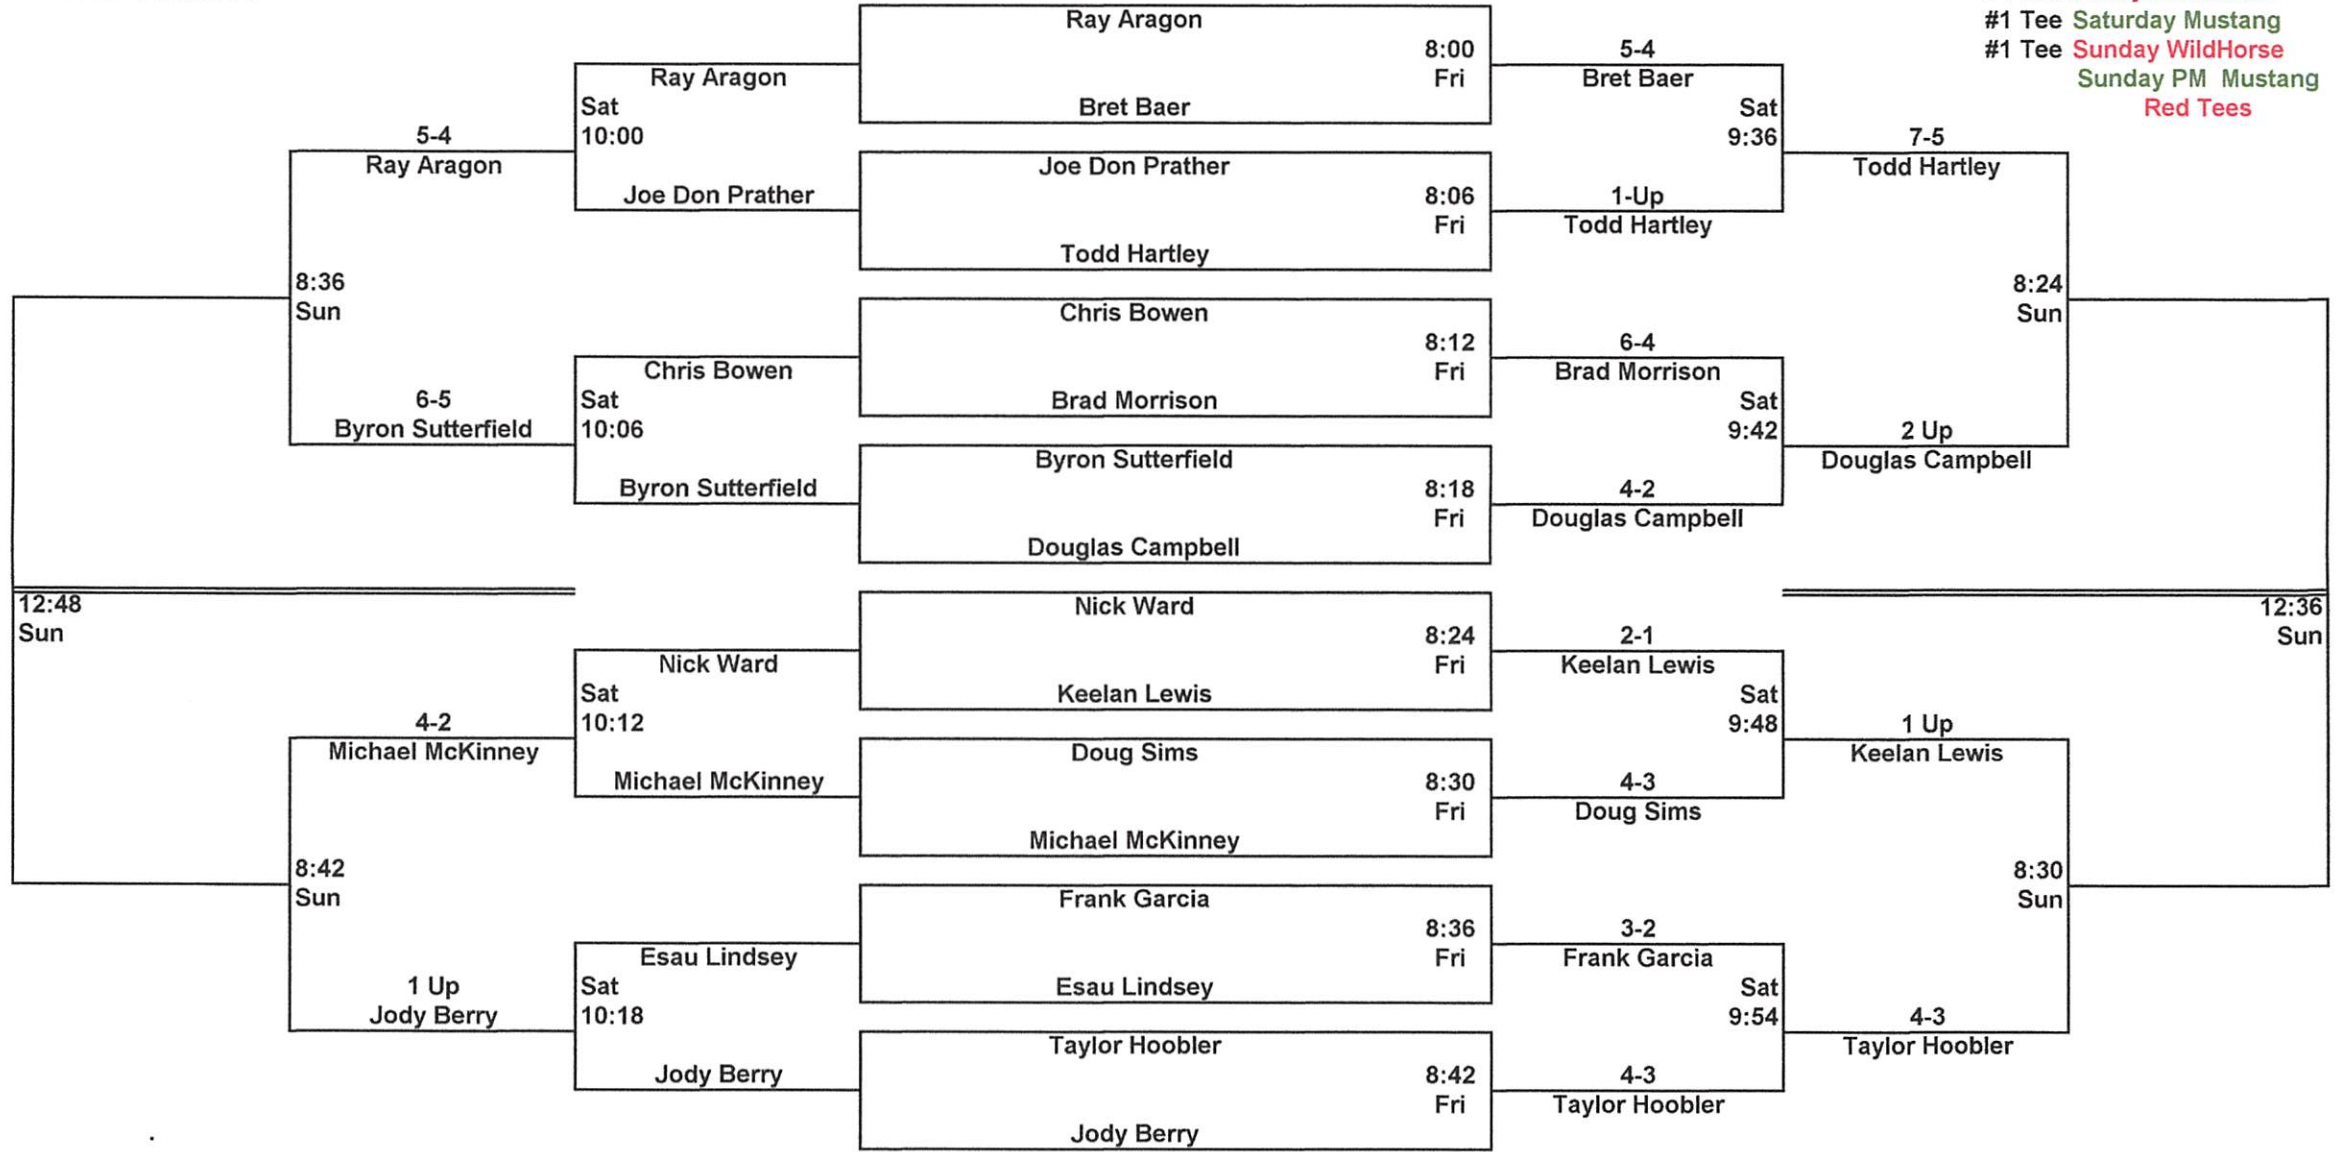 #1 Tee Saturday Mustang
#1 Tee Sunday WildHorse
Sunday PM Mustang
Red Tees
12:48
Sun
5-4
Ray Aragon
8:36
Sun
6-5
Byron Sutterfield
4-2
Michael McKinney
8:42
Sun
1 Up
Jody Berry
Ray Aragon
Sat
10:00
Joe Don Prather
Chris Bowen
Sat
10:06
Byron Sutterfield
Nick Ward
Sat
10:12
Michael McKinney
Esau Lindsey
Sat
10:18
Jody Berry
Ray Aragon
8:00
Fri
Bret Baer
Joe Don Prather
8:06
Fri
Todd Hartley
Chris Bowen
8:12
Fri
Brad Morrison
Byron Sutterfield
8:18
Fri
Douglas Campbell
Nick Ward
8:24
Fri
Keelan Lewis
Doug Sims
8:30
Fri
Michael McKinney
Frank Garcia
8:36
Fri
Esau Lindsey
Taylor Hoobler
8:42
Fri
Jody Berry
5-4
Bret Baer
Sat
9:36
1-Up
Todd Hartley
6-4
Brad Morrison
Sat
9:42
4-2
Douglas Campbell
2-1
Keelan Lewis
Sat
9:48
4-3
Doug Sims
3-2
Frank Garcia
Sat
9:54
4-3
Taylor Hoobler
7-5
Todd Hartley
8:24
Sun
2 Up
Douglas Campbell
1 Up
Keelan Lewis
8:30
Sun
4-3
Taylor Hoobler
12:36
Sun